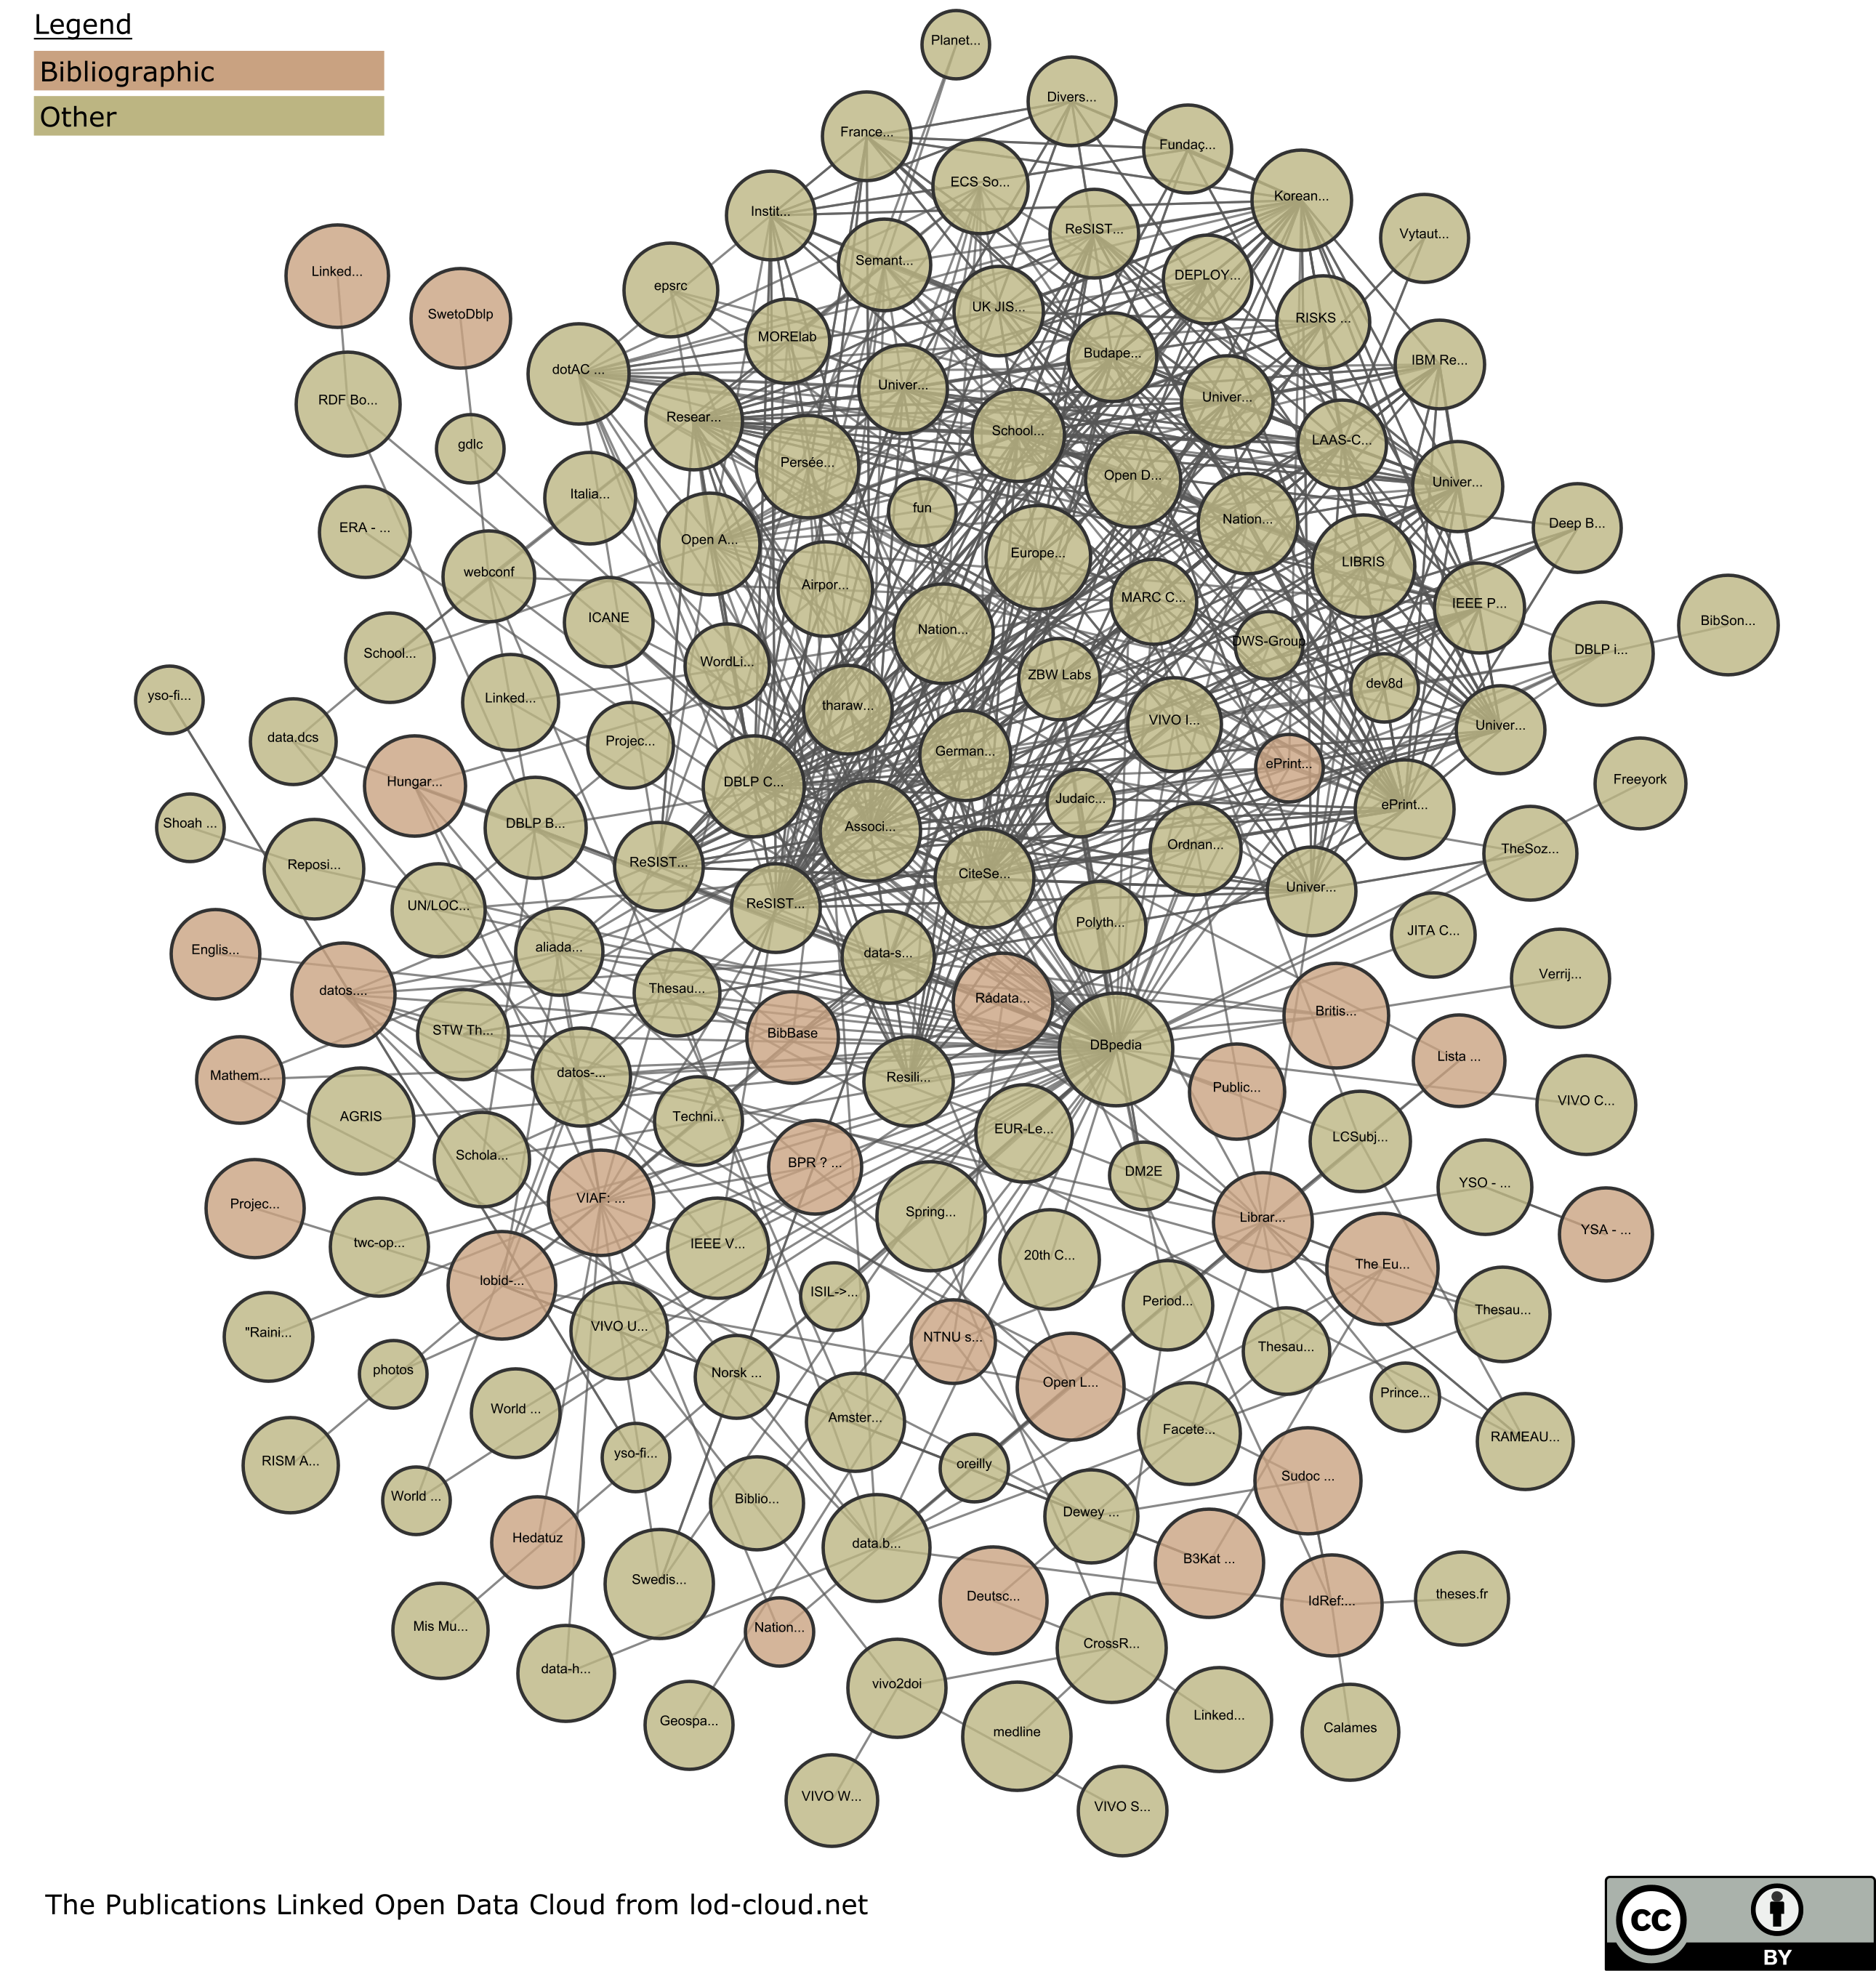 Legend
Bibliographic
Other
Planet...
Divers...
France...
Fundaç...
ECS So...
Korean...
Instit...
ReSIST...
Vytaut...
Semant...
Linked...
DEPLOY...
epsrc
UK JIS...
SwetoDblp
RISKS ...
MORElab
Budape...
IBM Re...
dotAC ...
Univer...
RDF Bo...
Univer...
Resear...
School...
LAAS-C...
gdlc
Persée...
Open D...
Univer...
Italia...
fun
Nation...
Deep B...
ERA - ...
Open A...
Europe...
LIBRIS
webconf
Airpor...
MARC C...
IEEE P...
ICANE
BibSon...
Nation...
DWS-Group
DBLP i...
School...
WordLi...
ZBW Labs
dev8d
yso-fi...
Linked...
tharaw...
VIVO I...
Univer...
data.dcs
Projec...
German...
ePrint...
Freeyork
Hungar...
DBLP C...
Judaic...
ePrint...
Shoah ...
DBLP B...
Associ...
Ordnan...
TheSoz...
Reposi...
ReSIST...
CiteSe...
Univer...
UN/LOC...
ReSIST...
Polyth...
JITA C...
Englis...
aliada...
data-s...
Verrij...
datos....
Thesau...
Rádata...
Britis...
STW Th...
BibBase
DBpedia
Lista ...
Mathem...
datos-...
Resili...
Public...
VIVO C...
AGRIS
Techni...
EUR-Le...
LCSubj...
Schola...
BPR ? ...
DM2E
YSO - ...
Projec...
VIAF: ...
Spring...
Librar...
YSA - ...
twc-op...
IEEE V...
20th C...
The Eu...
lobid-...
ISIL->...
Period...
Thesau...
"Raini...
VIVO U...
NTNU s...
Thesau...
photos
Norsk ...
Open L...
Prince...
World ...
Amster...
Facete...
RAMEAU...
RISM A...
yso-fi...
oreilly
Sudoc ...
World ...
Biblio...
Dewey ...
Hedatuz
data.b...
B3Kat ...
Swedis...
Deutsc...
IdRef:...
theses.fr
Mis Mu...
Nation...
CrossR...
data-h...
vivo2doi
Geospa...
medline
Linked...
Calames
VIVO W...
VIVO S...
The Publications Linked Open Data Cloud from lod-cloud.net
cc
BY